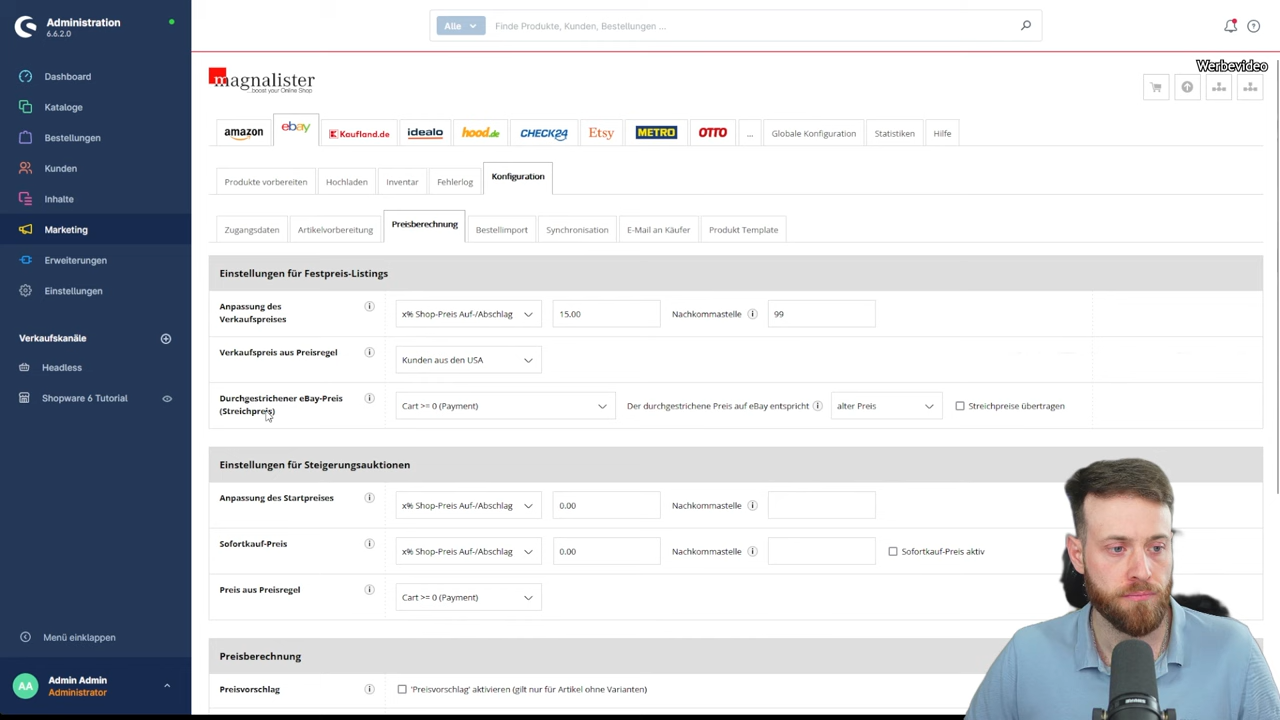 Administration
6.6.2.0
Alle
Finde Produkte, Kunden, Bestellungen ...
Werbevideo
Dashboard
Kataloge
Bestellungen
Kunden
Inhalte
Marketing
Erweiterungen
Einstellungen
Verkaufskanäle
Headless
Shopware 6 Tutorial
Menü einklappen
AA
Admin Admin
Administrator
magnalister
boost your Online Shop
amazon
ebay
Kaufland.de
idealo
hood.de
CHECK24
Etsy
METRO
OTTO
...
Globale Konfiguration
Statistiken
Hilfe
Produkte vorbereiten
Hochladen
Inventar
Fehlerlog
Konfiguration
Zugangsdaten
Artikelvorbereitung
Preisberechnung
Bestellimport
Synchronisation
E-Mail an Käufer
Produkt Template
Einstellungen für Festpreis-Listings
Anpassung des
Verkaufspreises
x% Shop-Preis Auf-/Abschlag
15.00
Nachkommastelle
99
Verkaufspreis aus Preisregel
Kunden aus den USA
Durchgestrichener eBay-Preis
(Streichpreis)
Cart >= 0 (Payment)
Der durchgestrichene Preis auf eBay entspricht
alter Preis
Streichpreise übertragen
Einstellungen für Steigerungsauktionen
Anpassung des Startpreises
x% Shop-Preis Auf-/Abschlag
0.00
Nachkommastelle
Sofortkauf-Preis
x% Shop-Preis Auf-/Abschlag
0.00
Nachkommastelle
Sofortkauf-Preis aktiv
Preis aus Preisregel
Cart >= 0 (Payment)
Preisberechnung
Preisvorschlag
'Preisvorschlag' aktivieren (gilt nur für Artikel ohne Varianten)